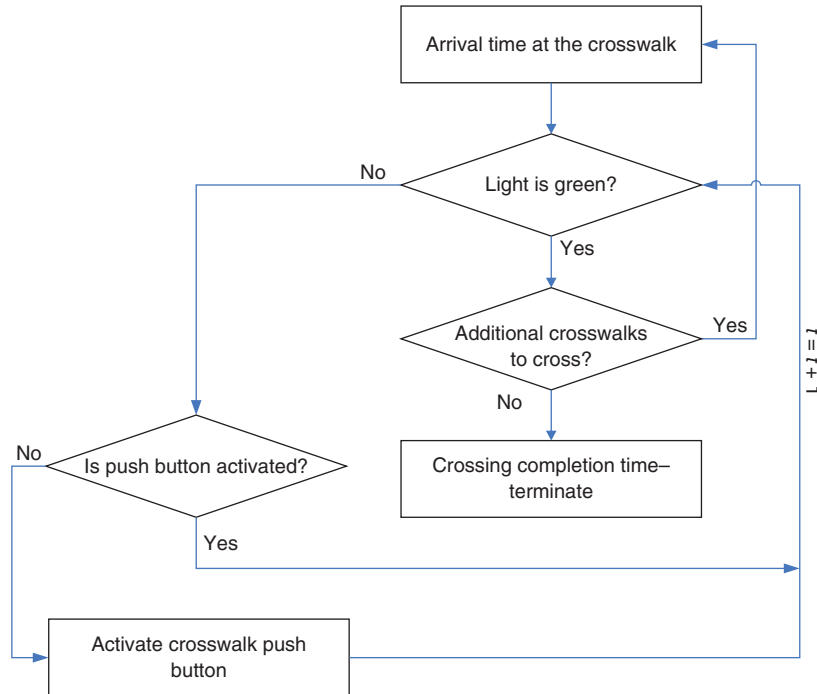 Arrival time at the crosswalk
No
Light is green?
Yes
Additional crosswalks
to cross?
Yes
No
No
Is push button activated?
Crossing completion time–
terminate
Yes
Activate crosswalk push
button